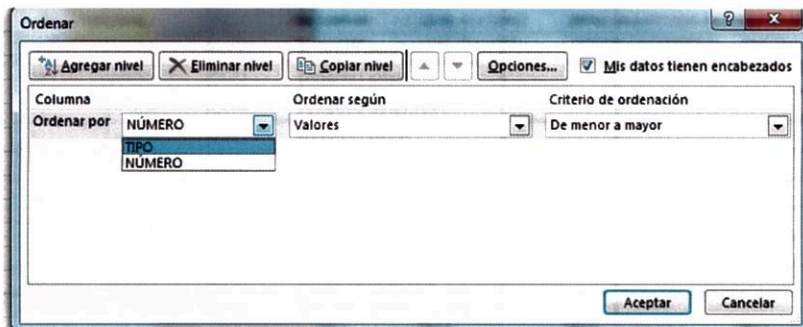 Ordenar
Agregar nivel Eliminar nivel Copiar nivel Opciones... Mis datos tienen encabezados
Columna Ordenar según Criterio de ordenación
Ordenar por NÚMERO Valores De menor a mayor
TIPO
NÚMERO
Aceptar Cancelar